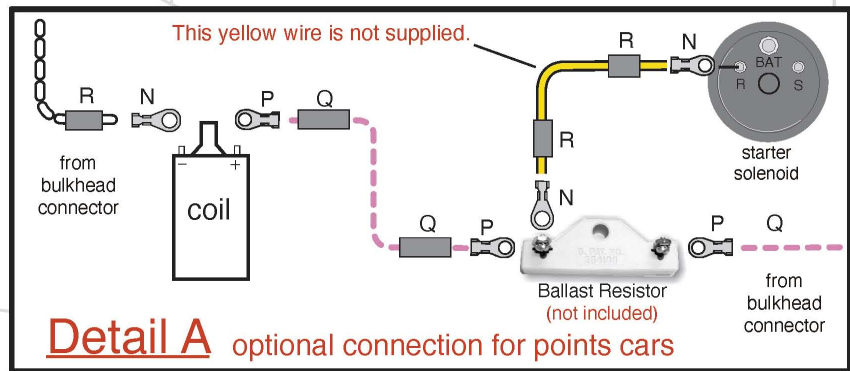 This yellow wire is not supplied.
R
N
BAT
R
S
starter
solenoid
R
N
P
Q
from
bulkhead
connector
-
+
coil
R
N
Q
P
P
Q
Ballast Resistor
(not included)
from
bulkhead
connector
Detail A optional connection for points cars